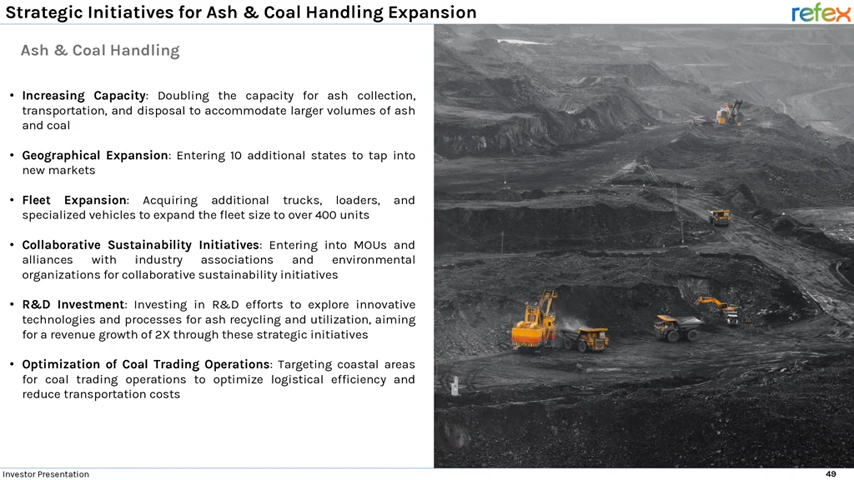 Strategic Initiatives for Ash & Coal Handling Expansion
refex
Ash & Coal Handling
• Increasing Capacity: Doubling the capacity for ash collection,
transportation, and disposal to accommodate larger volumes of ash
and coal
• Geographical Expansion: Entering 10 additional states to tap into
new markets
• Fleet Expansion: Acquiring additional trucks, loaders, and
specialized vehicles to expand the fleet size to over 400 units
• Collaborative Sustainability Initiatives: Entering into MOUs and
alliances with industry associations and environmental
organizations for collaborative sustainability initiatives
• R&D Investment: Investing in R&D efforts to explore innovative
technologies and processes for ash recycling and utilization, aiming
for a revenue growth of 2X through these strategic initiatives
• Optimization of Coal Trading Operations: Targeting coastal areas
for coal trading operations to optimize logistical efficiency and
reduce transportation costs
Investor Presentation
49